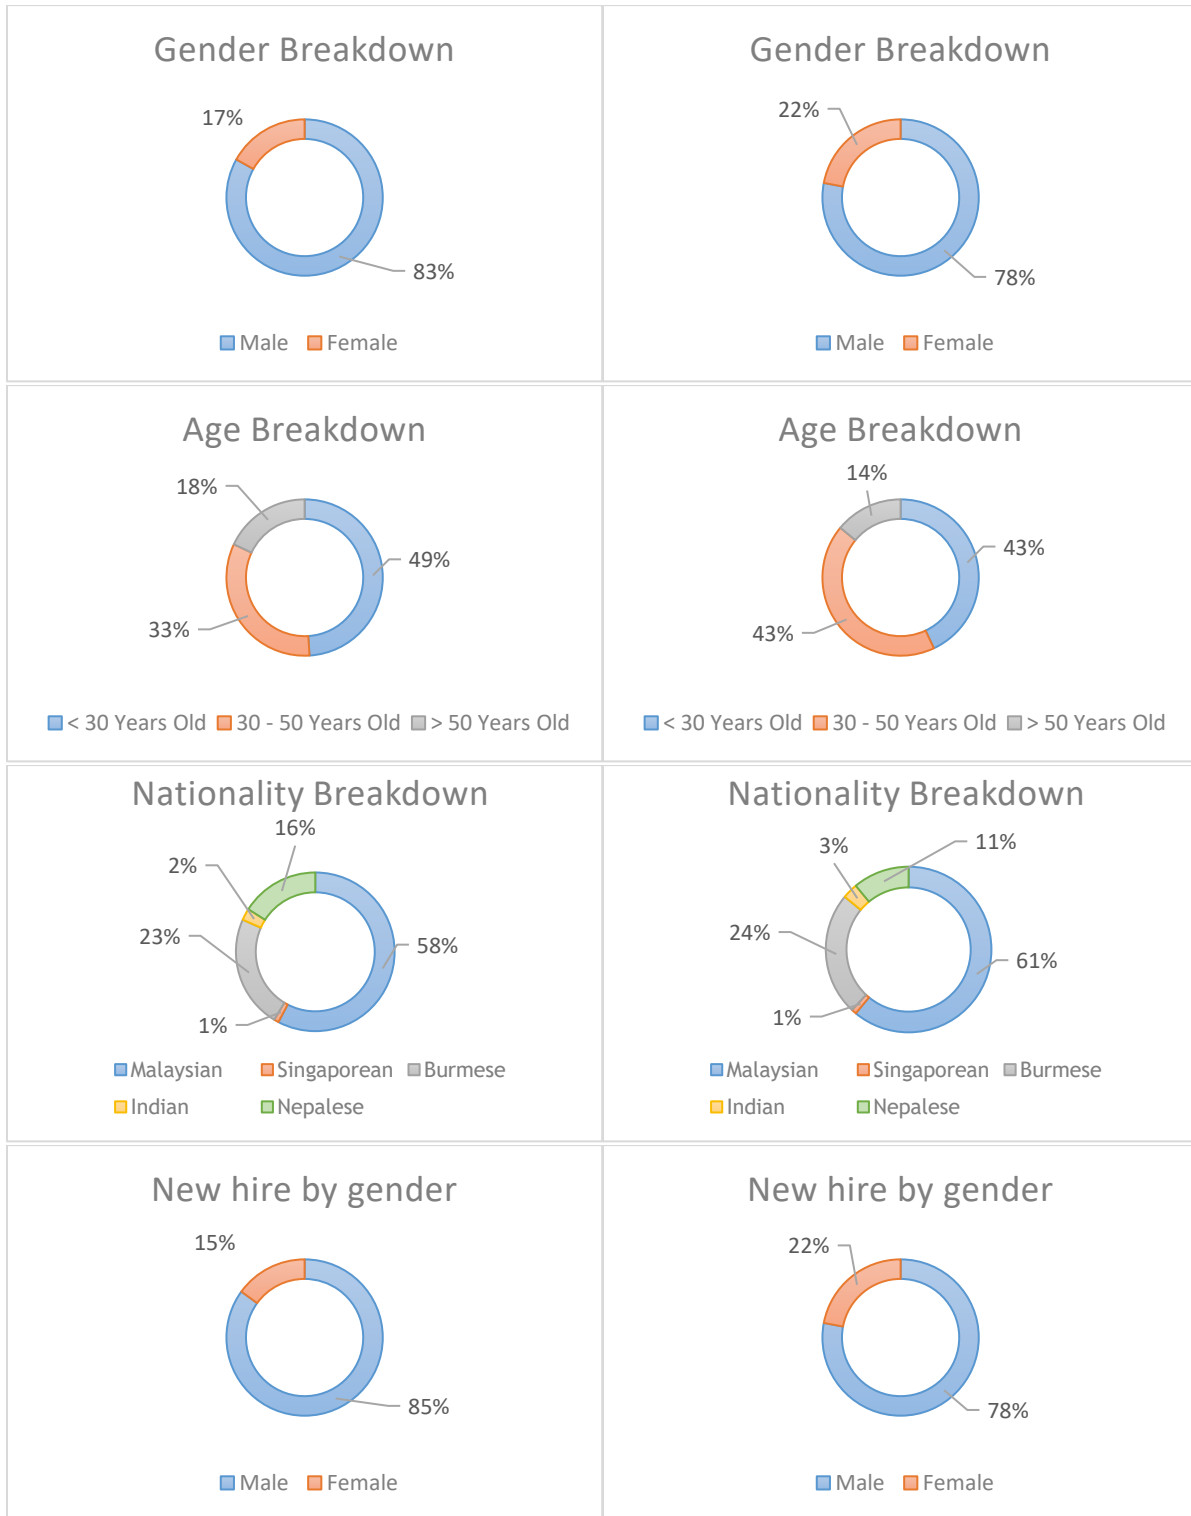 Gender Breakdown
17%
83%
Male Female
Gender Breakdown
22%
78%
Male Female
Age Breakdown
18%
49%
33%
< 30 Years Old 30 - 50 Years Old > 50 Years Old
Age Breakdown
14%
43%
43%
< 30 Years Old 30 - 50 Years Old > 50 Years Old
Nationality Breakdown
16%
2%
23%
58%
1%
Malaysian Singaporean Burmese
Indian Nepalese
Nationality Breakdown
3%
11%
24%
61%
1%
Malaysian Singaporean Burmese
Indian Nepalese
New hire by gender
15%
85%
Male Female
New hire by gender
22%
78%
Male Female